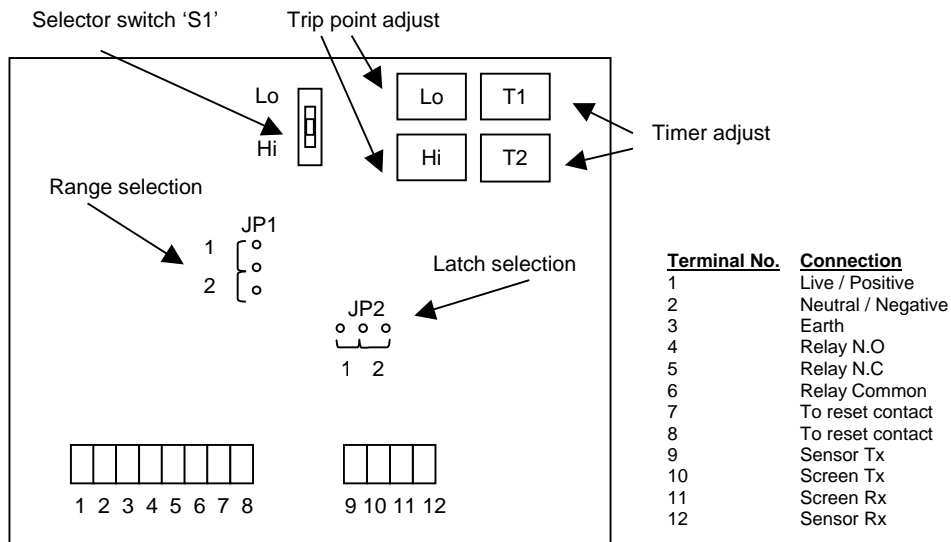 Selector switch ‘S1’ Trip point adjust
Lo Lo T1
Hi Hi T2
Timer adjust
Range selection
JP1
1
2
Latch selection
JP2
1 2
1 2 3 4 5 6 7 8 9 10 11 12
Terminal No. Connection
1 Live / Positive
2 Neutral / Negative
3 Earth
4 Relay N.O
5 Relay N.C
6 Relay Common
7 To reset contact
8 To reset contact
9 Sensor Tx
10 Screen Tx
11 Screen Rx
12 Sensor Rx